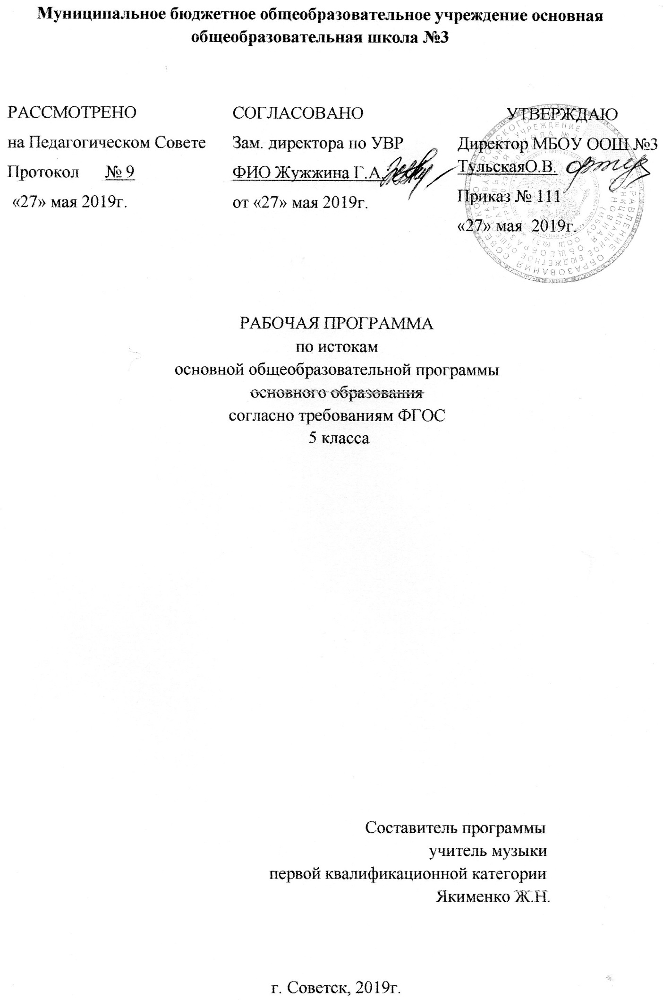 Муниципальное бюджетное общеобразовательное учреждение основная
общеобразовательная школа №3
РАССМОТРЕНО
на Педагогическом Совете
Протокол № 9
«27» мая 2019г.
СОГЛАСОВАНО
Зам. директора по УВР
ФИО Жужжина Г.А.
от «27» мая 2019г.
УТВЕРЖДАЮ
Директор МБОУ ООШ №3
ТульскаяО.В.
Приказ № 111
«27» мая 2019г.
РАБОЧАЯ ПРОГРАММА
по истокам
основной общеобразовательной программы
основного образования
согласно требованиям ФГОС
5 класса
Составитель программы
учитель музыки
первой квалификационной категории
Якименко Ж.Н.
г. Советск, 2019г.